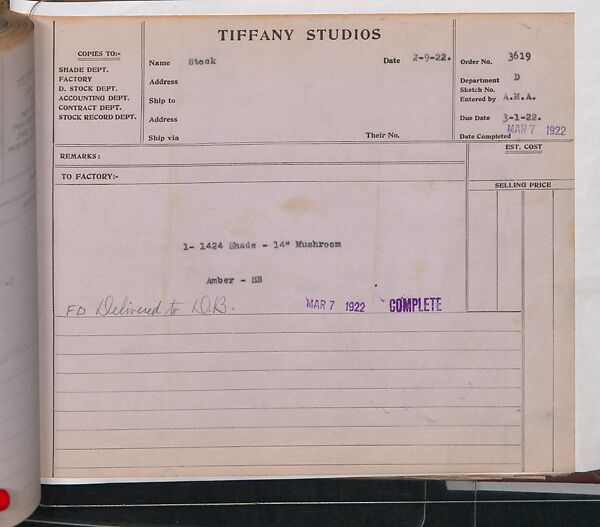 TIFFANY STUDIOS
COPIES TO:-
SHADE DEPT.
FACTORY
D. STOCK DEPT.
ACCOUNTING DEPT.
CONTRACT DEPT.
STOCK RECORD DEPT.
Name Stock Date 2-9-22.
Address
Ship to
Address
Ship via Their No.
Order No. 3619
Department D
Sketch No.
Entered by A.M.A.
Due Date 3-1-22.
Date Completed MAR 7 1922
REMARKS:
EST. COST
TO FACTORY:-
SELLING PRICE
1- 1424 Shade - 14" Mushroom
Amber - SB
FD Delivered to D.B. MAR 7 1922 COMPLETE